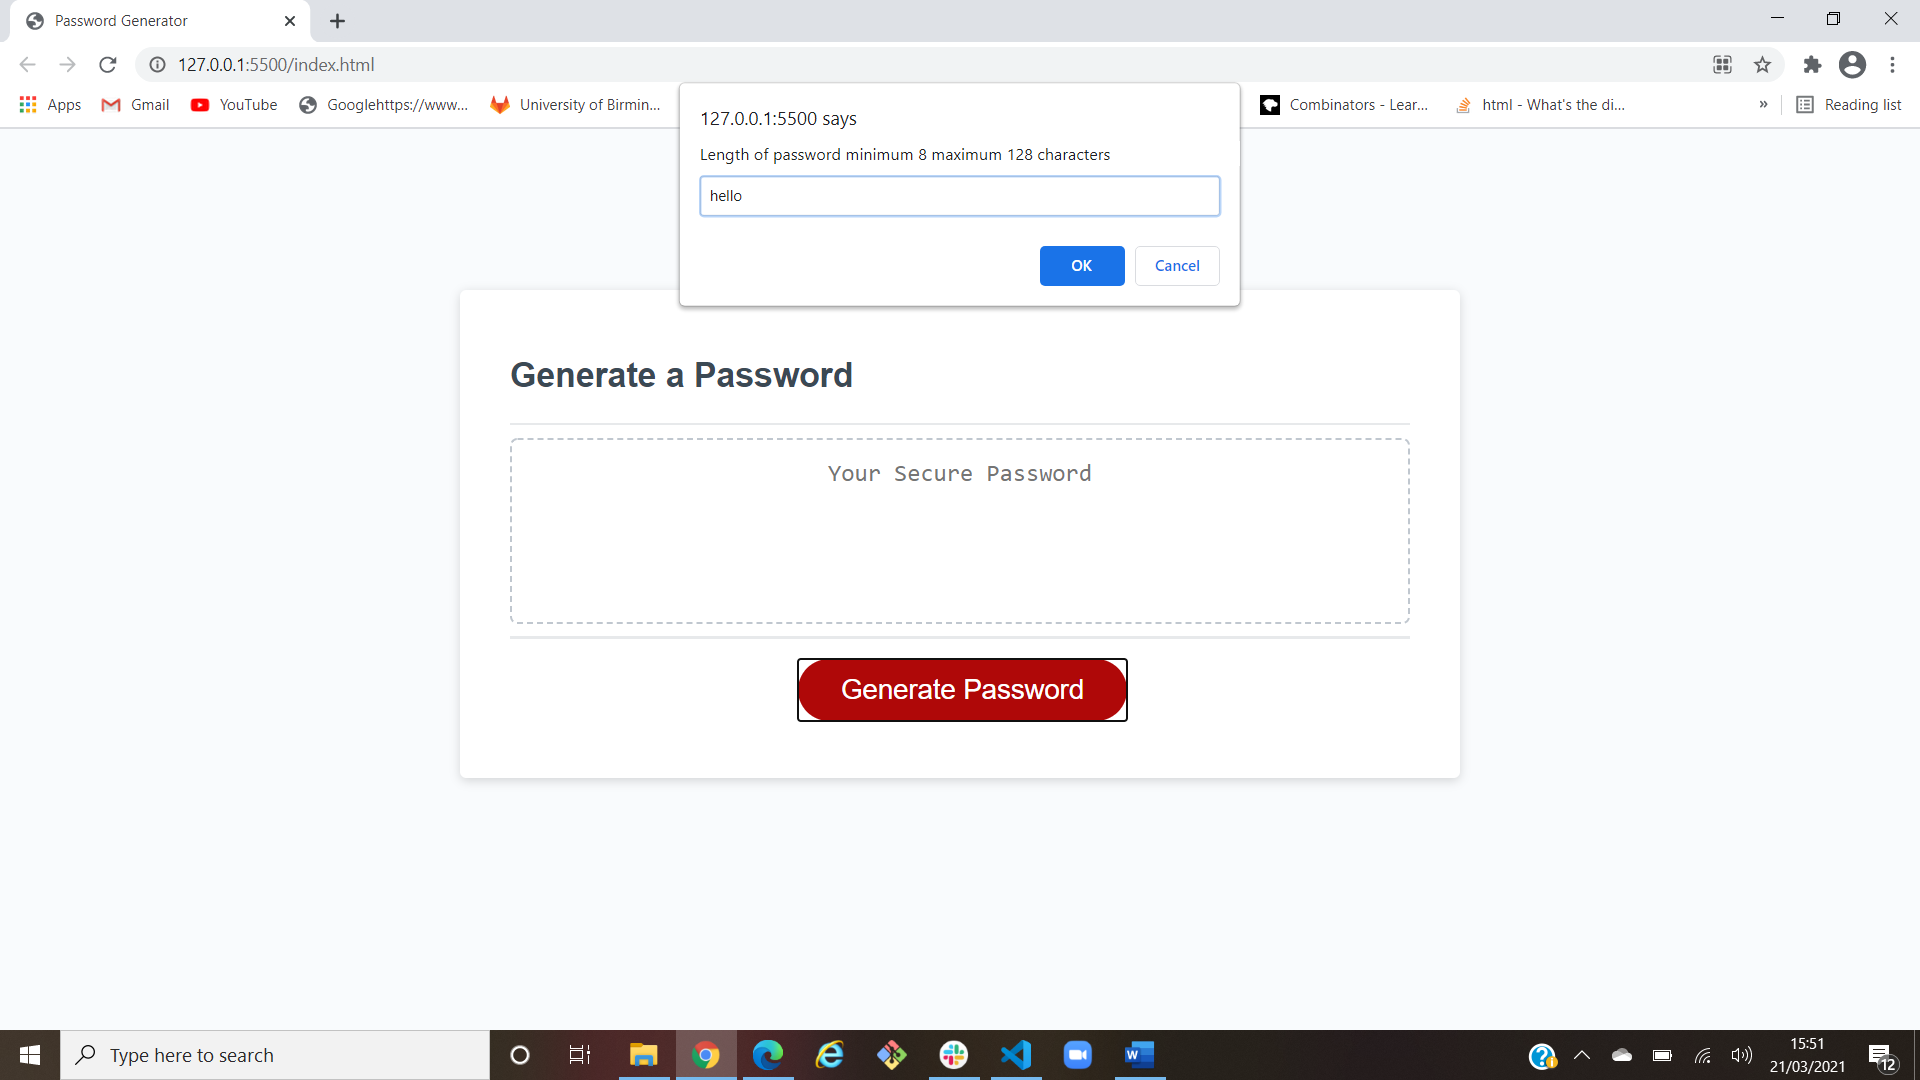 Password Generator
127.0.0.1:5500/index.html
Apps
Gmail
YouTube
Googlehttps://www...
University of Birmin...
Combinators - Lear...
html - What's the di...
»
Reading list
127.0.0.1:5500 says
Length of password minimum 8 maximum 128 characters
hello
OK
Cancel
Generate a Password
Your Secure Password
Generate Password
Type here to search
15:51
21/03/2021
12